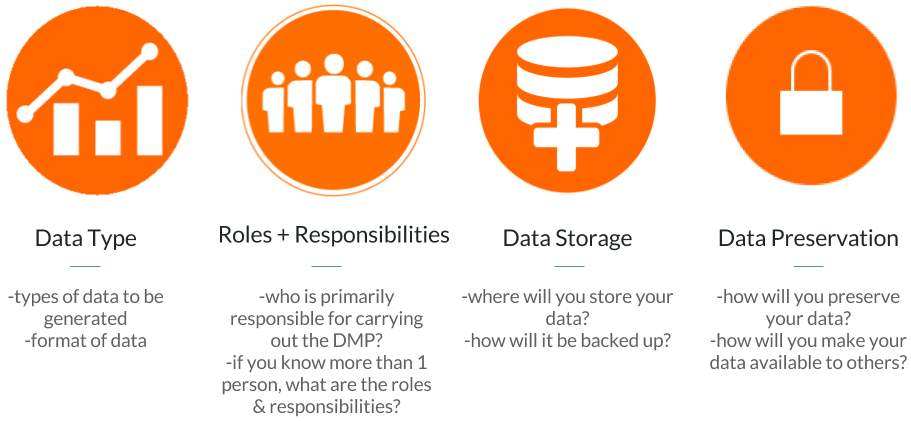 Data Type
-types of data to be
generated
-format of data
Roles + Responsibilities
-who is primarily
responsible for carrying
out the DMP?
-if you know more than 1
person, what are the roles
& responsibilities?
Data Storage
-where will you store your
data?
-how will it be backed up?
Data Preservation
-how will you preserve
your data?
-how will you make your
data available to others?